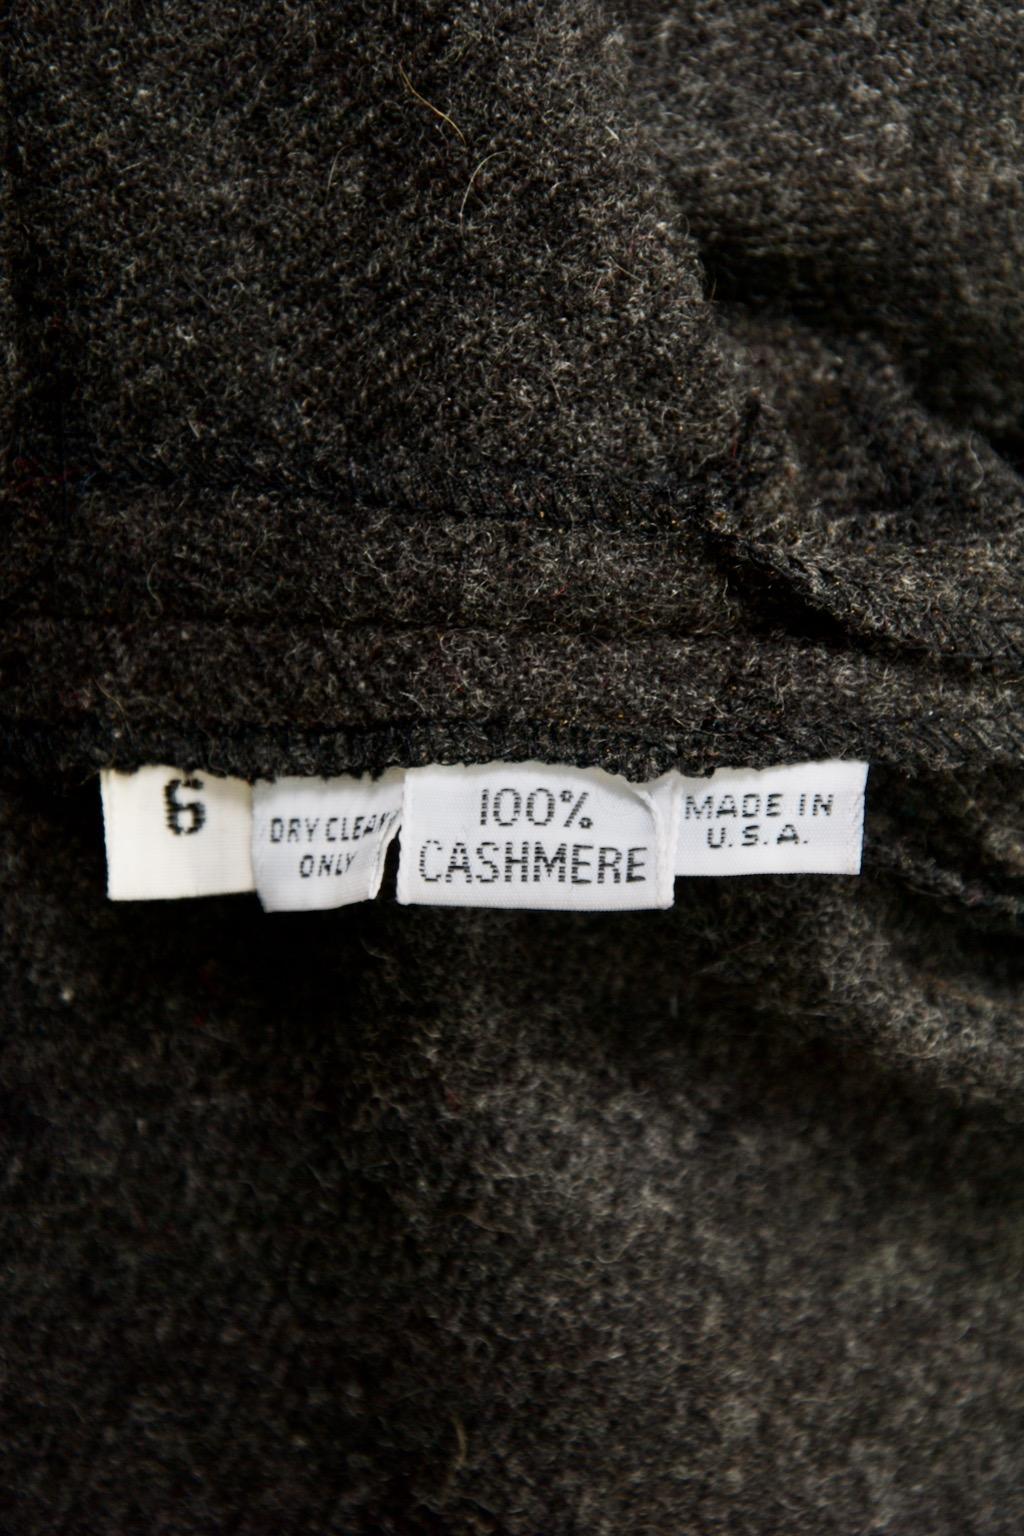 6
DRY CLEAN
ONLY
100%
CASHMERE
MADE IN
U.S.A.